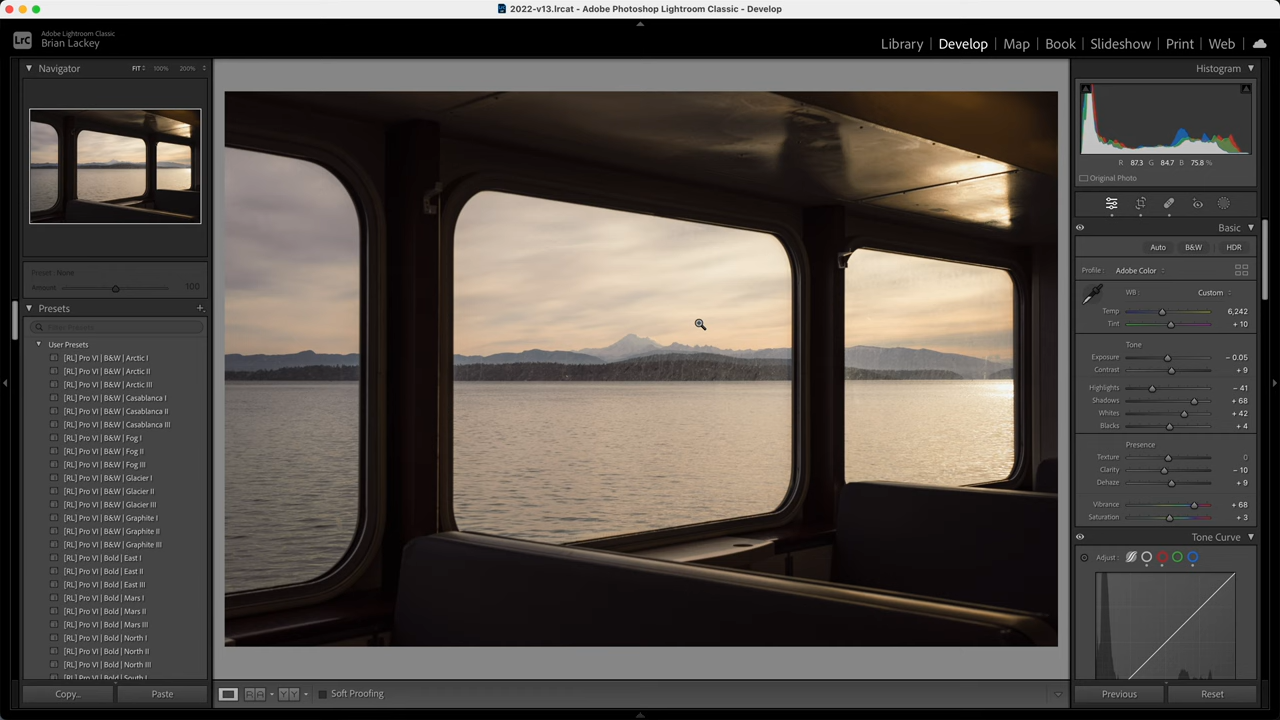 2022-v13.lrcat - Adobe Photoshop Lightroom Classic - Develop
LrC
Adobe Lightroom Classic
Brian Lackey
Library | Develop | Map | Book | Slideshow | Print | Web
Navigator FIT 100% 200%
Preset: None
Amount 100
Presets
Filter Presets
User Presets
[RL] Pro VI | B&W | Arctic I
[RL] Pro VI | B&W | Arctic II
[RL] Pro VI | B&W | Arctic III
[RL] Pro VI | B&W | Casablanca I
[RL] Pro VI | B&W | Casablanca II
[RL] Pro VI | B&W | Casablanca III
[RL] Pro VI | B&W | Fog I
[RL] Pro VI | B&W | Fog II
[RL] Pro VI | B&W | Fog III
[RL] Pro VI | B&W | Glacier I
[RL] Pro VI | B&W | Glacier II
[RL] Pro VI | B&W | Glacier III
[RL] Pro VI | B&W | Graphite I
[RL] Pro VI | B&W | Graphite II
[RL] Pro VI | B&W | Graphite III
[RL] Pro VI | Bold | East I
[RL] Pro VI | Bold | East II
[RL] Pro VI | Bold | East III
[RL] Pro VI | Bold | Mars I
[RL] Pro VI | Bold | Mars II
[RL] Pro VI | Bold | Mars III
[RL] Pro VI | Bold | North I
[RL] Pro VI | Bold | North II
[RL] Pro VI | Bold | North III
Copy... Paste
Soft Proofing
Histogram
R 87.3 G 84.7 B 75.8 %
Original Photo
Basic
Auto B&W HDR
Profile: Adobe Color
WB: Custom
Temp 6,242
Tint + 10
Tone
Exposure – 0.05
Contrast + 9
Highlights – 41
Shadows + 68
Whites + 42
Blacks + 4
Presence
Texture 0
Clarity – 10
Dehaze + 9
Vibrance + 68
Saturation + 3
Tone Curve
Adjust:
Previous Reset